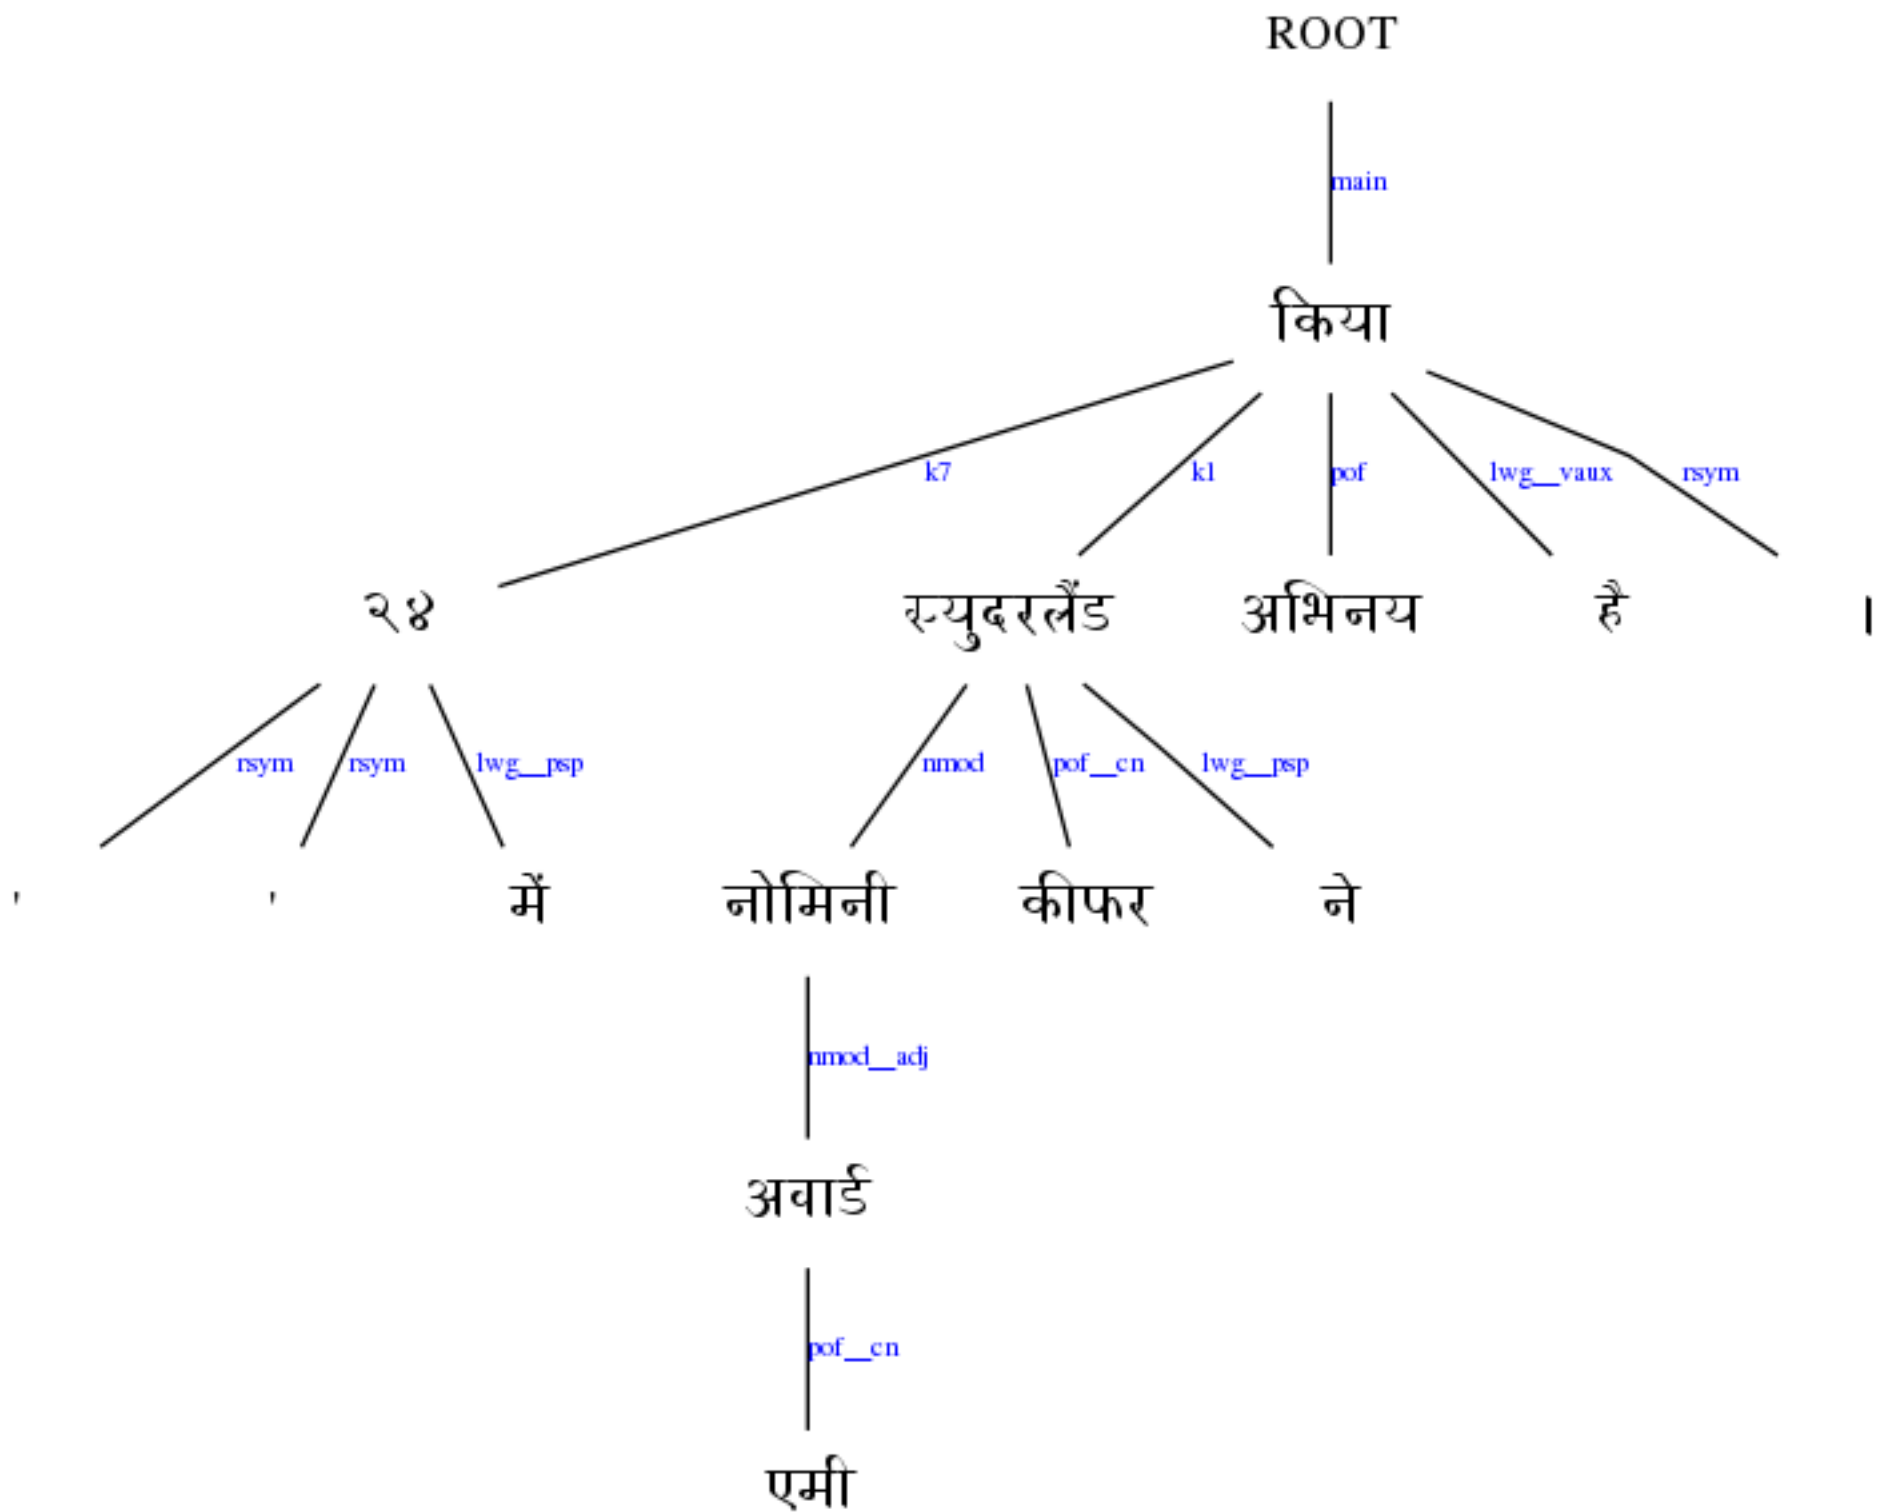 ROOT
main
किया
k7 k1 pof lwg__vaux rsym
२४ स्युदरलैंड अभिनय है ।
rsym rsym lwg__psp nmod pof__cn lwg__psp
' ' में नोमिनी कीफर ने
nmod__adj
अवार्ड
pof__cn
एमी